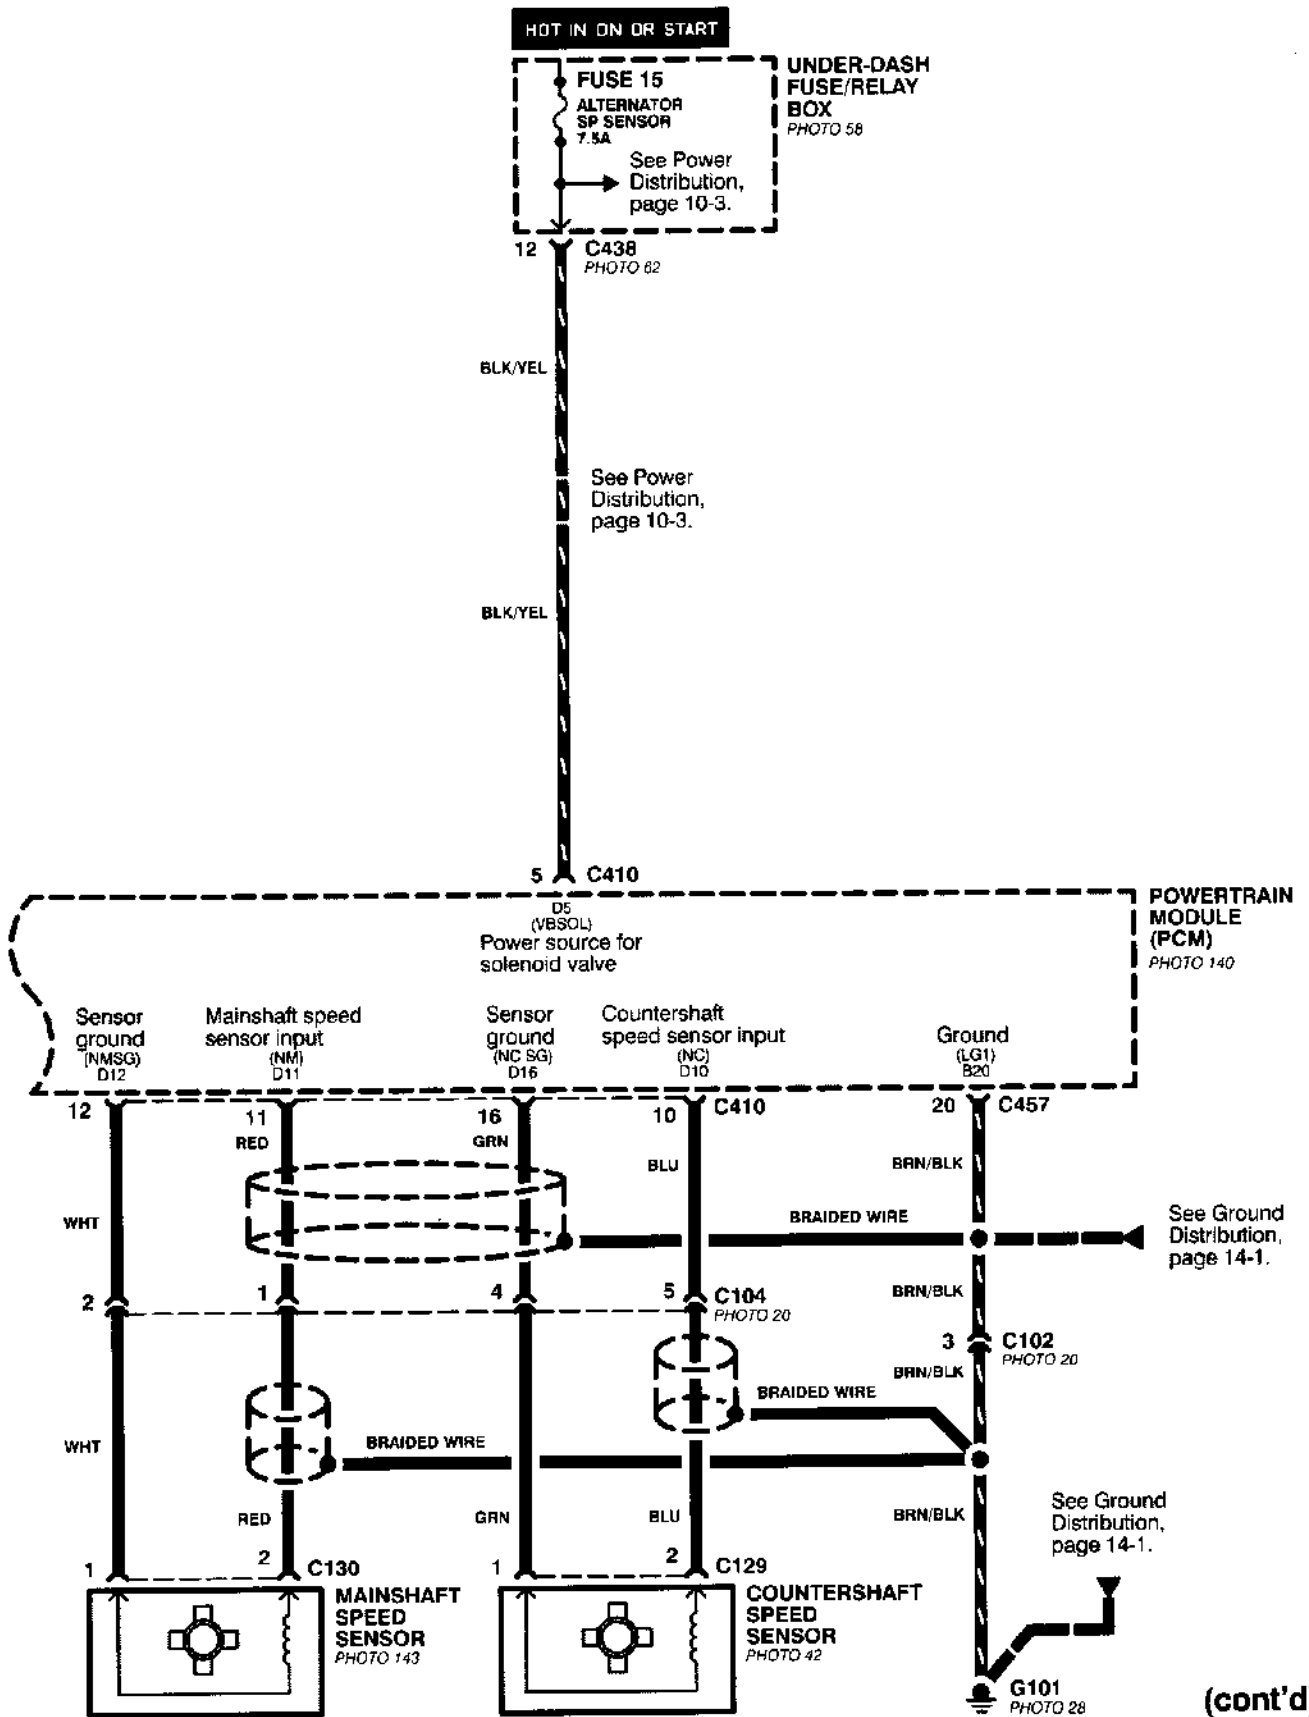 HOT IN ON OR START
UNDER-DASH
FUSE/RELAY
BOX
PHOTO 58
FUSE 15
ALTERNATOR
SP SENSOR
7.5A
See Power
Distribution,
page 10-3.
12
C438
PHOTO 62
BLK/YEL
See Power
Distribution,
page 10-3.
BLK/YEL
5
C410
POWERTRAIN
MODULE
(PCM)
PHOTO 140
D5
(VBSOL)
Power source for
solenoid valve
Sensor
ground
(NMSG)
D12
Mainshaft speed
sensor input
(NM)
D11
Sensor
ground
(NC SG)
D16
Countershaft
speed sensor input
(NC)
D10
Ground
(LG1)
B20
12
11
16
10
C410
20
C457
RED
GRN
BLU
BRN/BLK
WHT
BRAIDED WIRE
See Ground
Distribution,
page 14-1.
2
1
4
5
C104
PHOTO 20
BRN/BLK
3
C102
PHOTO 20
BRN/BLK
BRAIDED WIRE
WHT
BRAIDED WIRE
RED
GRN
BLU
BRN/BLK
See Ground
Distribution,
page 14-1.
1
2
C130
1
2
C129
MAINSHAFT
SPEED
SENSOR
PHOTO 143
COUNTERSHAFT
SPEED
SENSOR
PHOTO 42
G101
PHOTO 28
(cont'd